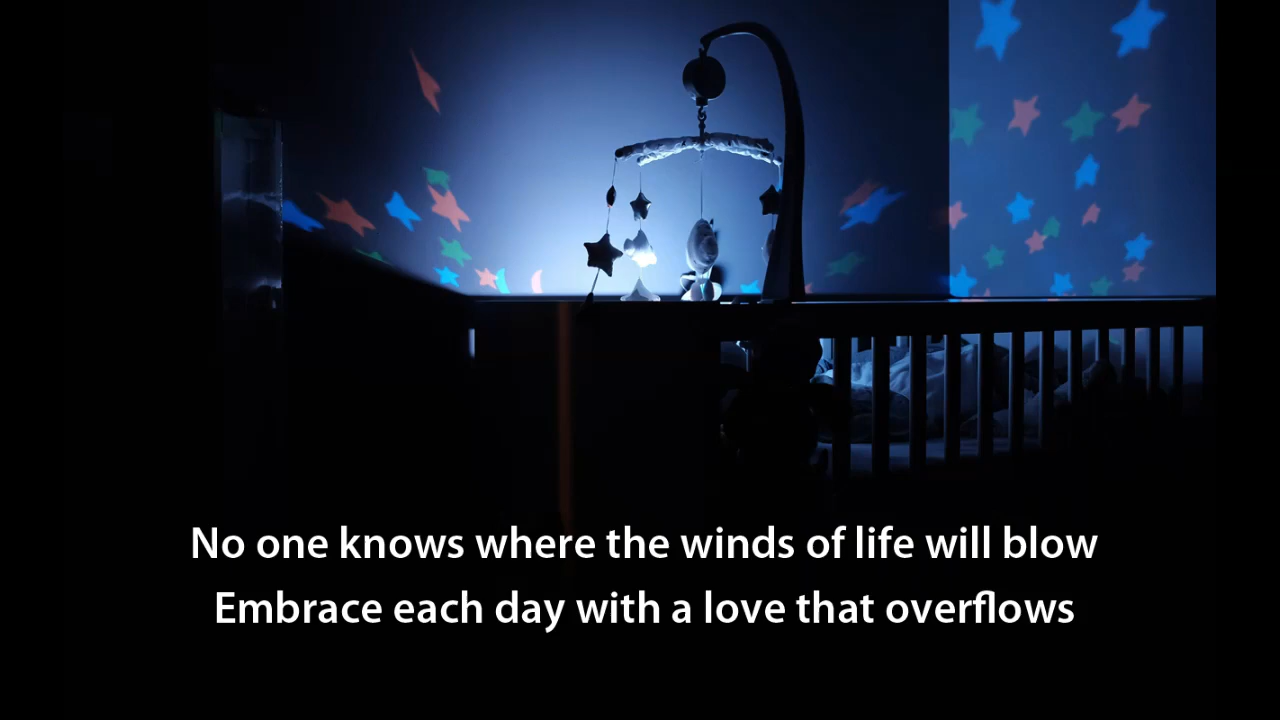 No one knows where the winds of life will blow
Embrace each day with a love that overflows